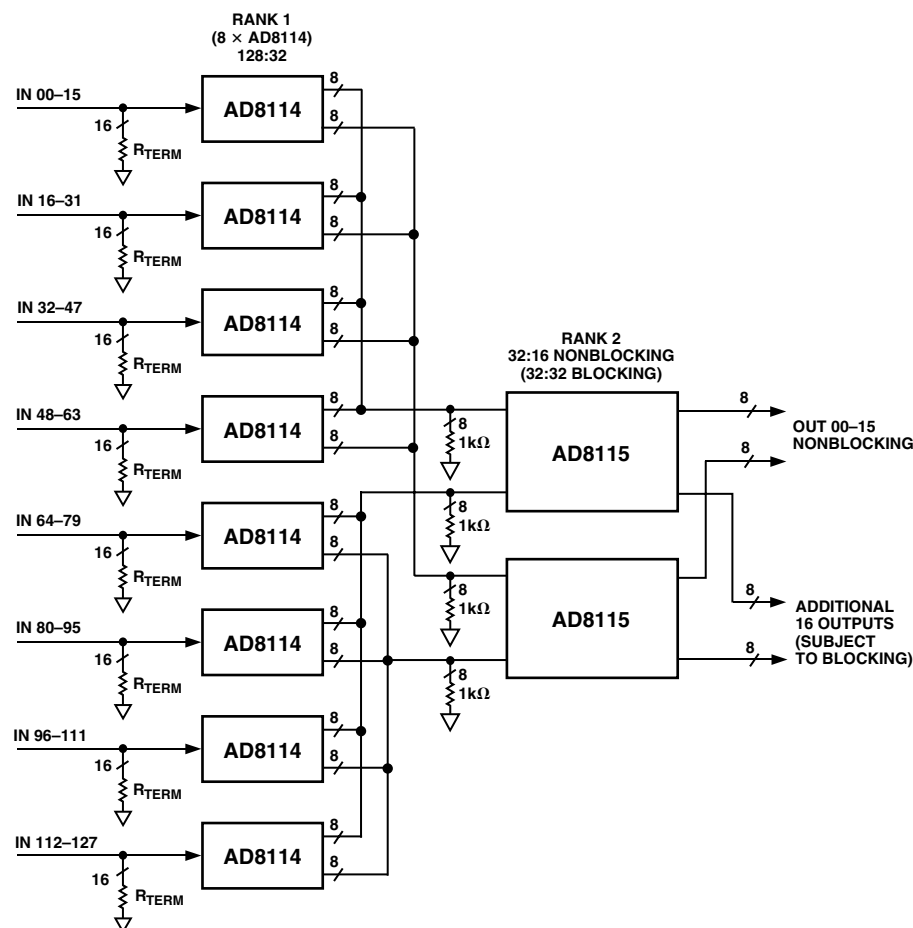 RANK 1
(8 × AD8114)
128:32
IN 00–15
16
RTERM
AD8114
8
8
IN 16–31
16
RTERM
AD8114
8
8
IN 32–47
16
RTERM
AD8114
8
8
IN 48–63
16
RTERM
AD8114
8
8
IN 64–79
16
RTERM
AD8114
8
8
IN 80–95
16
RTERM
AD8114
8
8
IN 96–111
16
RTERM
AD8114
8
8
IN 112–127
16
RTERM
AD8114
8
8
RANK 2
32:16 NONBLOCKING
(32:32 BLOCKING)
8
1kΩ
8
1kΩ
AD8115
8
1kΩ
8
1kΩ
AD8115
8
8
OUT 00–15
NONBLOCKING
8
8
ADDITIONAL
16 OUTPUTS
(SUBJECT
TO BLOCKING)